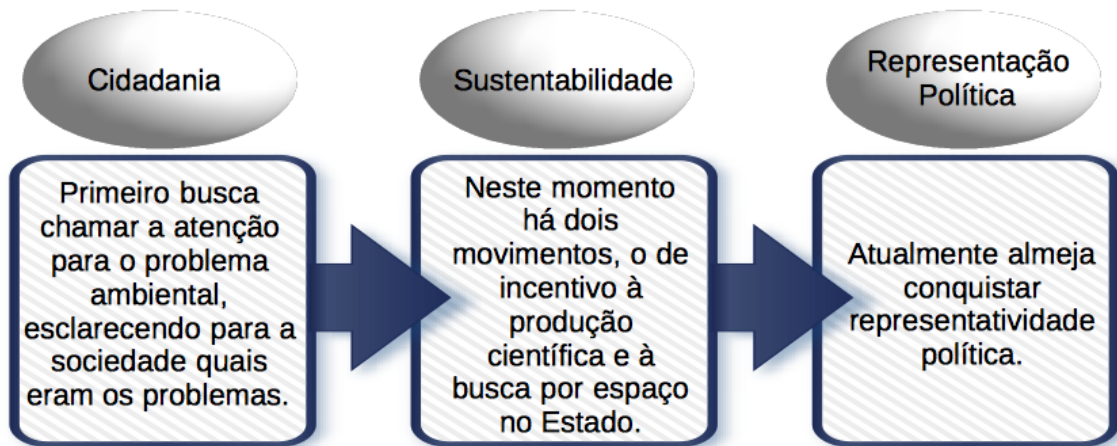 Cidadania
Primeiro busca
chamar a atenção
para o problema
ambiental,
esclarecendo para a
sociedade quais
eram os problemas.
Sustentabilidade
Neste momento
há dois
movimentos, o de
incentivo à
produção
científica e à
busca por espaço
no Estado.
Representação
Política
Atualmente almeja
conquistar
representatividade
política.